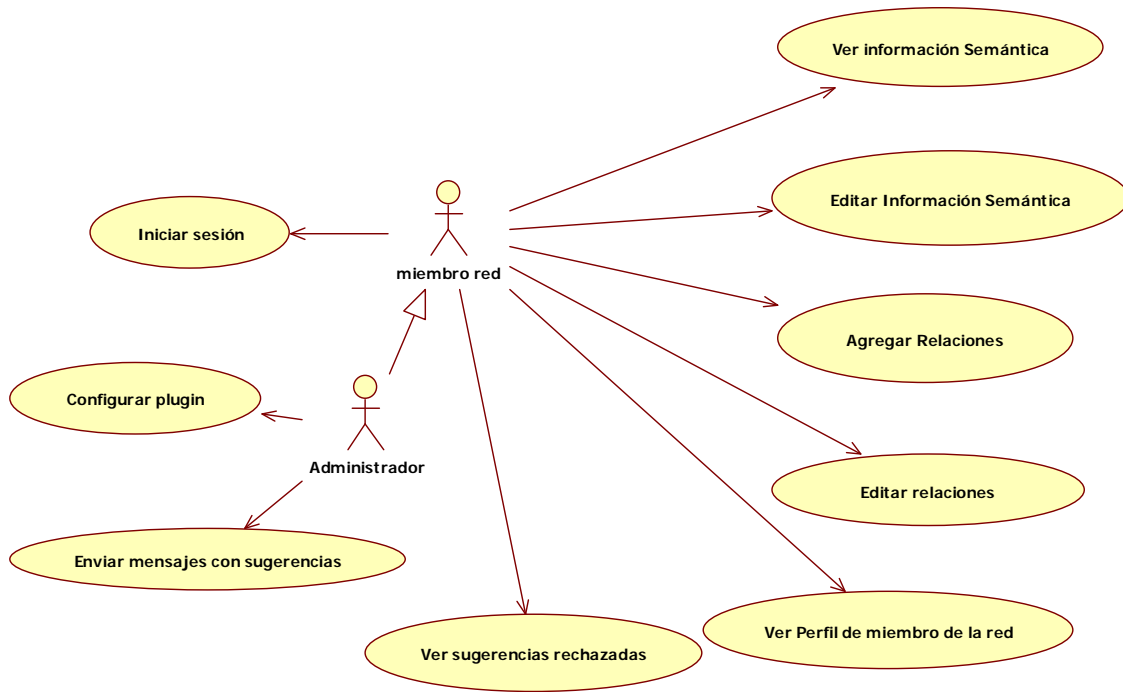 Ver información Semántica
Editar Información Semántica
Iniciar sesión
miembro red
Agregar Relaciones
Configurar plugin
Administrador
Editar relaciones
Enviar mensajes con sugerencias
Ver Perfil de miembro de la red
Ver sugerencias rechazadas